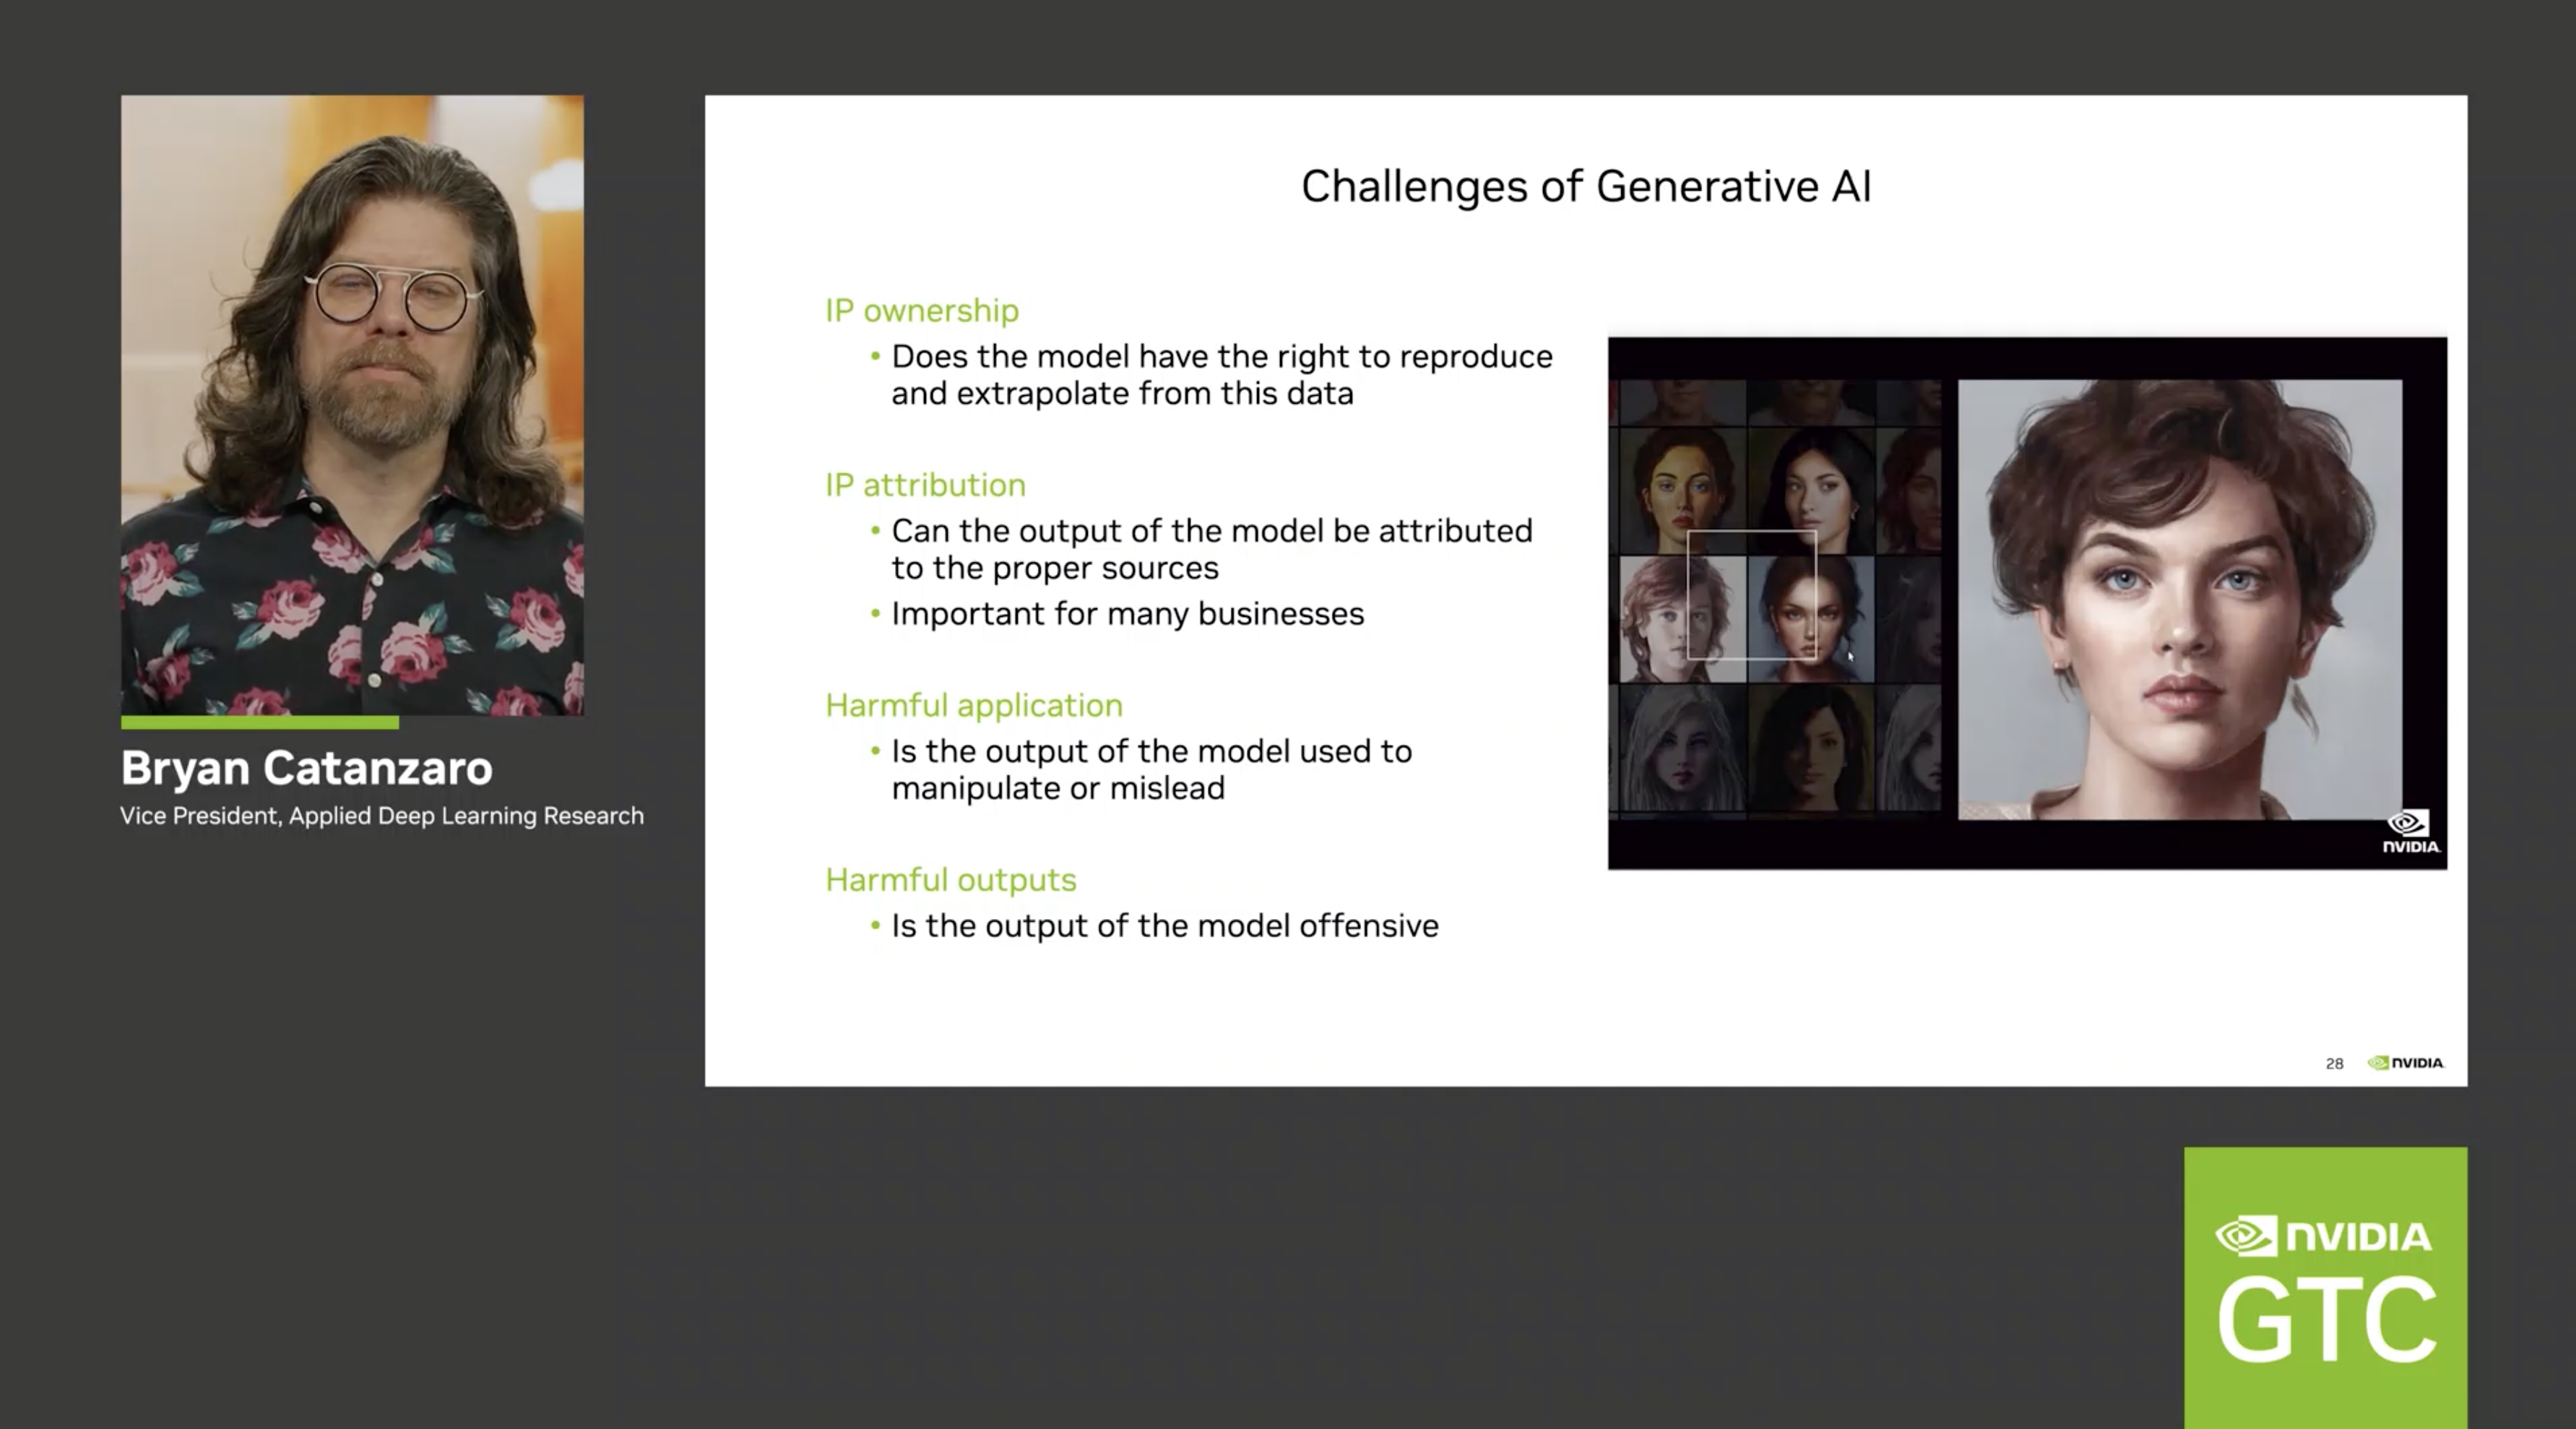 Challenges of Generative AI
IP ownership
• Does the model have the right to reproduce
and extrapolate from this data
IP attribution
• Can the output of the model be attributed
to the proper sources
• Important for many businesses
Harmful application
• Is the output of the model used to
manipulate or mislead
Harmful outputs
• Is the output of the model offensive
NVIDIA
28 NVIDIA
Bryan Catanzaro
Vice President, Applied Deep Learning Research
NVIDIA
GTC